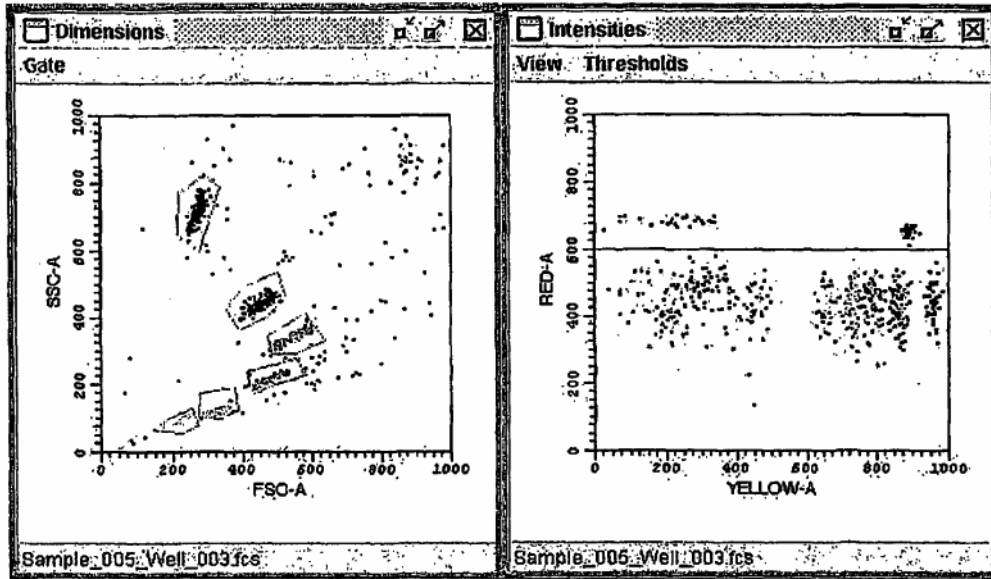 Dimensions
Gate
1000
800
600
400
200
0
SSC-A
0 200 400 600 800 1000
FSC-A
Sample_005_Well_003.fcs
Intensities
View Thresholds
1000
800
600
400
200
0
RED-A
0 200 400 600 800 1000
YELLOW-A
Sample_005_Well_003.fcs